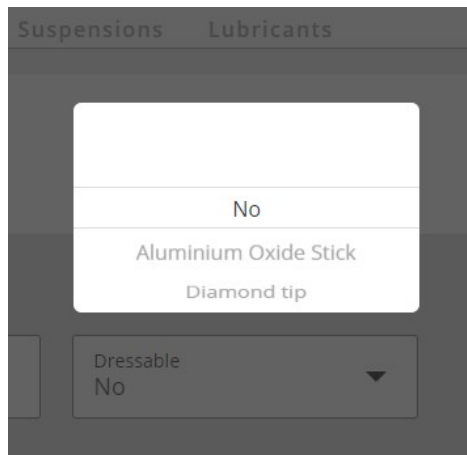 Suspensions Lubricants
No
Aluminium Oxide Stick
Diamond tip
Dressable
No